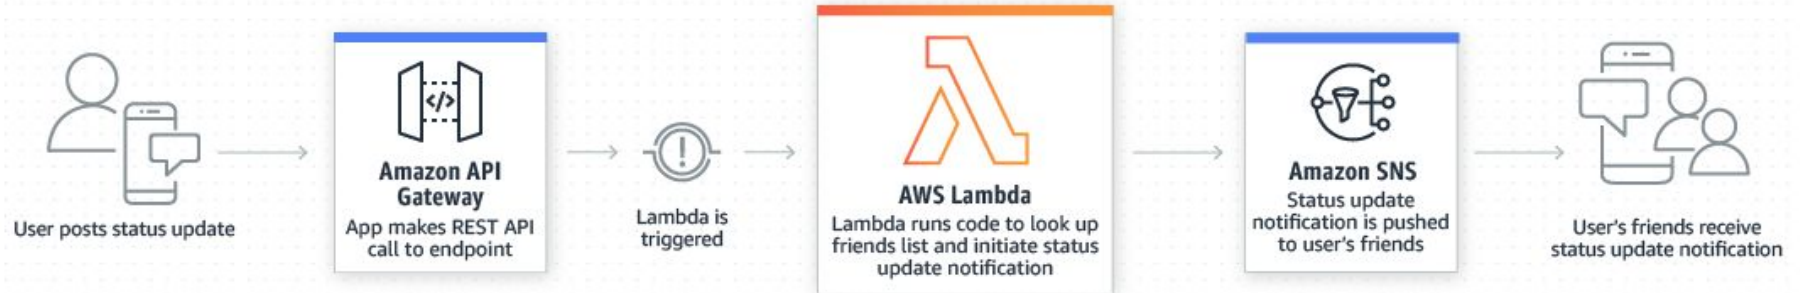 User posts status update
</>
Amazon API
Gateway
App makes REST API
call to endpoint
Lambda is
triggered
AWS Lambda
Lambda runs code to look up
friends list and initiate status
update notification
Amazon SNS
Status update
notification is pushed
to user's friends
User's friends receive
status update notification